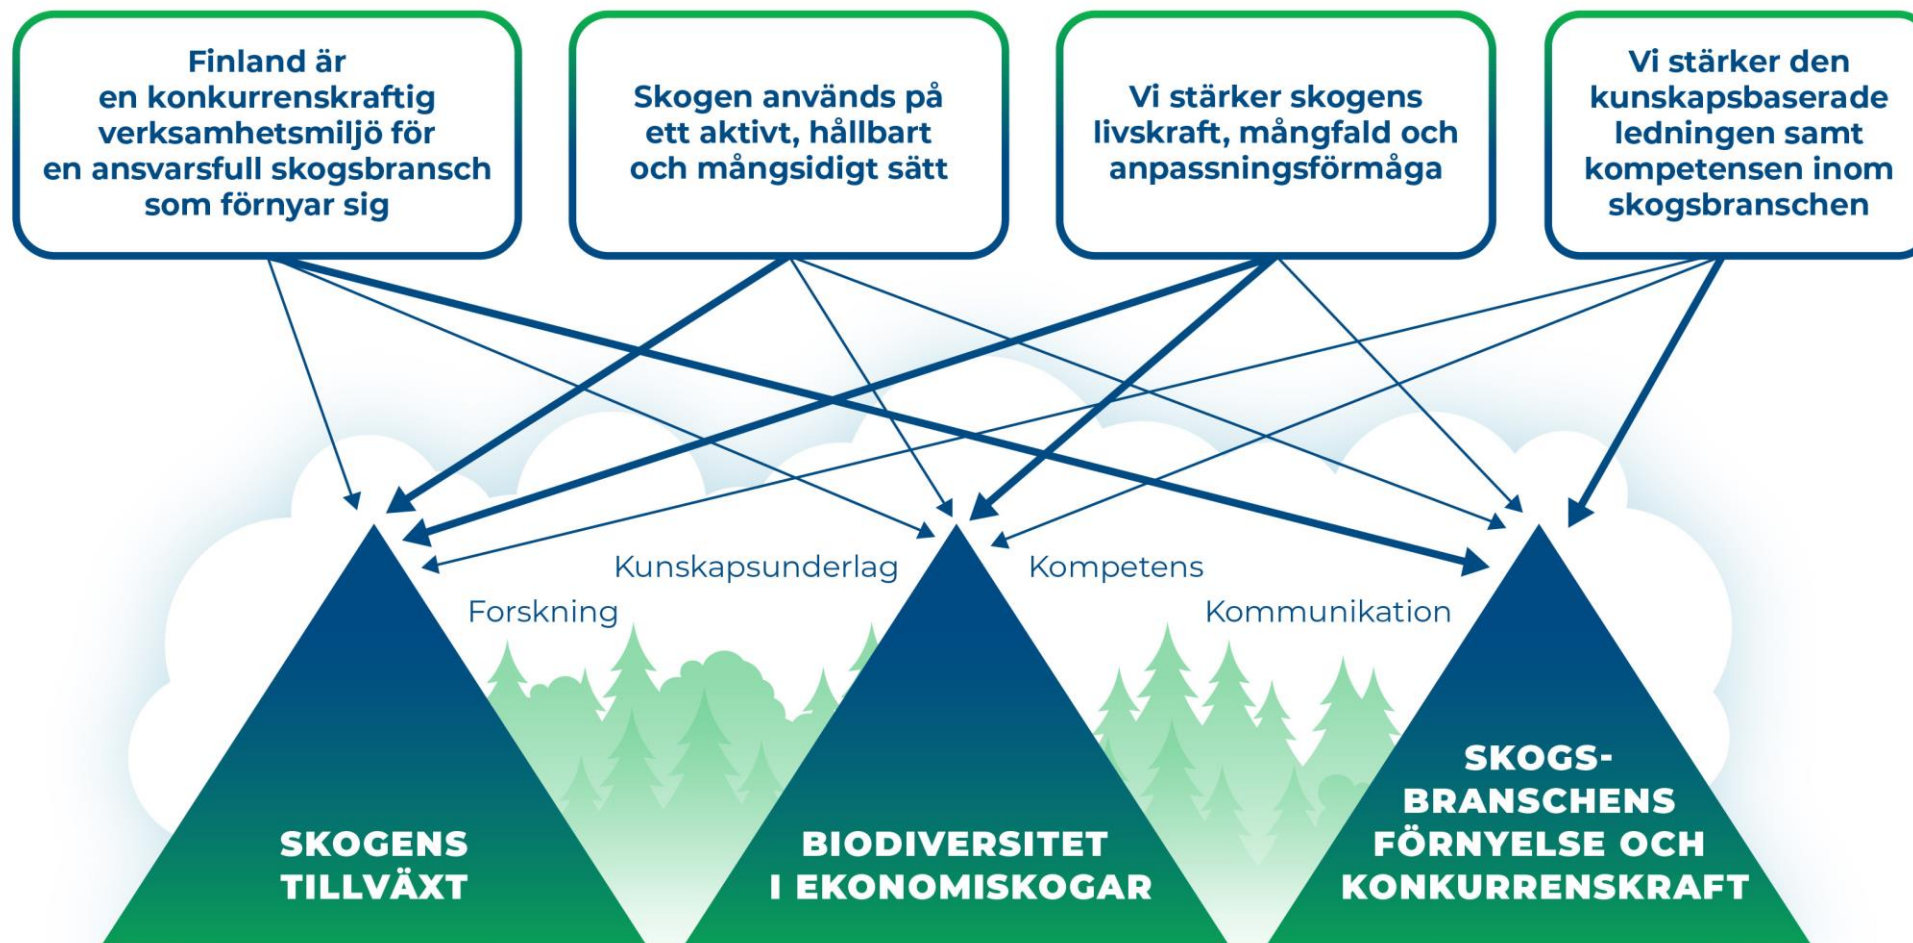 Finland är
en konkurrenskraftig
verksamhetsmiljö för
en ansvarsfull skogsbransch
som förnyar sig
Skogen används på
ett aktivt, hållbart
och mångsidigt sätt
Vi stärker skogens
livskraft, mångfald och
anpassningsförmåga
Vi stärker den
kunskapsbaserade
ledningen samt
kompetensen inom
skogsbranschen
Kunskapsunderlag
Kompetens
Forskning
Kommunikation
SKOGENS
TILLVÄXT
BIODIVERSITET
I EKONOMISKOGAR
SKOGS-
BRANSCHENS
FÖRNYELSE OCH
KONKURRENSKRAFT